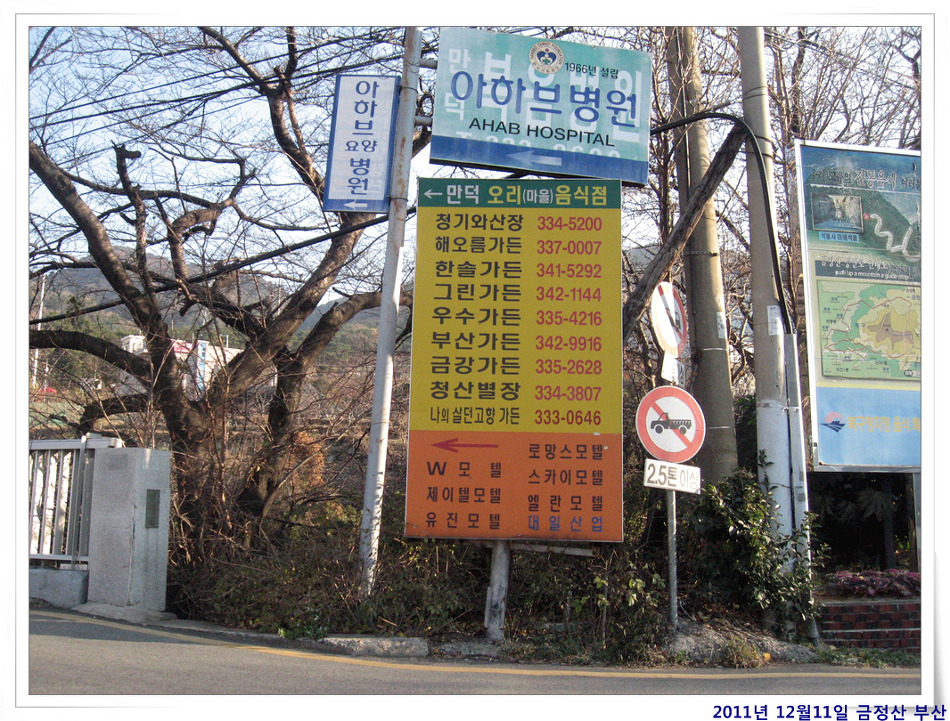 1986년 설립
아하브병원
AHAB HOSPITAL
아하브
요양
병원
←만덕 오리(마을)음식점
청기와산장 334-5200
해오름가든 337-0007
한솔가든 341-5292
그린가든 342-1144
우수가든 335-4216
부산가든 342-9916
금강가든 335-2628
청산별장 334-3807
나의 살던고향 가든 333-0646
로망스모텔
W모텔
스카이모텔
제이텔모텔
엘란모텔
유진모텔
대일산업
2.5톤이상
2011년 12월11일 금정산 부산